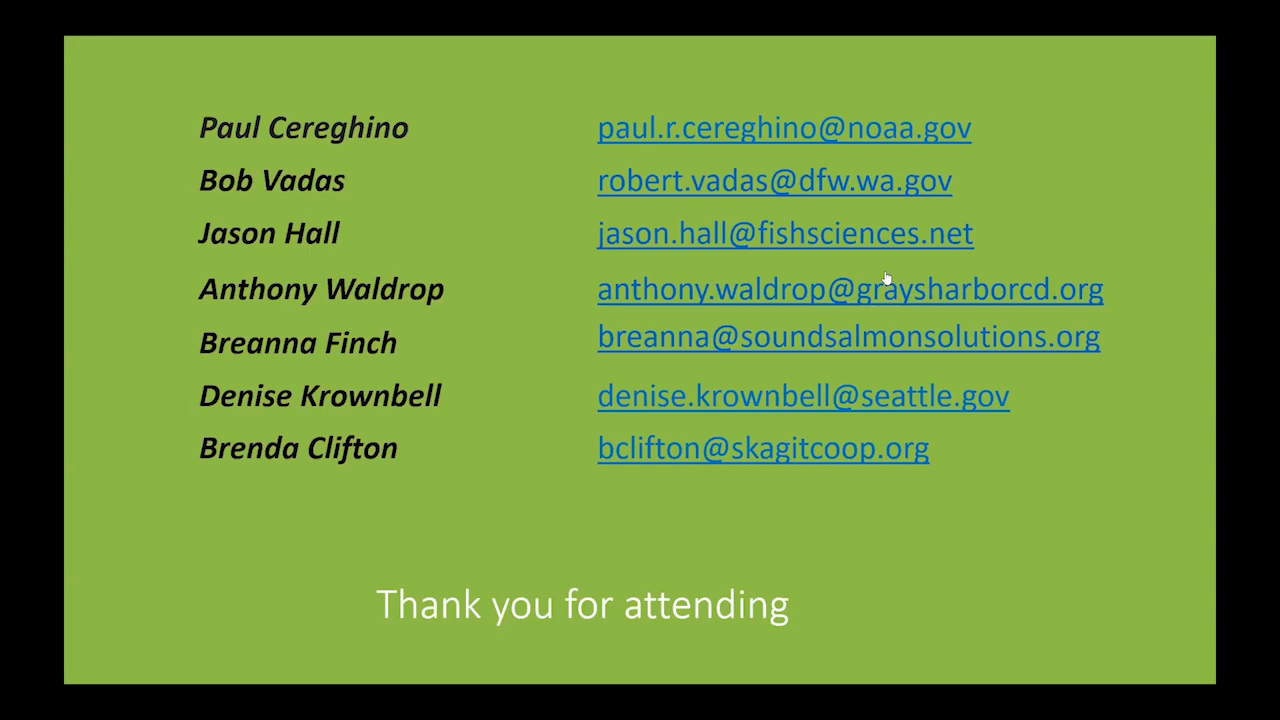 Paul Cereghino paul.r.cereghino@noaa.gov
Bob Vadas robert.vadas@dfw.wa.gov
Jason Hall jason.hall@fishsciences.net
Anthony Waldrop anthony.waldrop@graysharborcd.org
Breanna Finch breanna@soundsalmonsolutions.org
Denise Krownbell denise.krownbell@seattle.gov
Brenda Clifton bclifton@skagitcoop.org
Thank you for attending